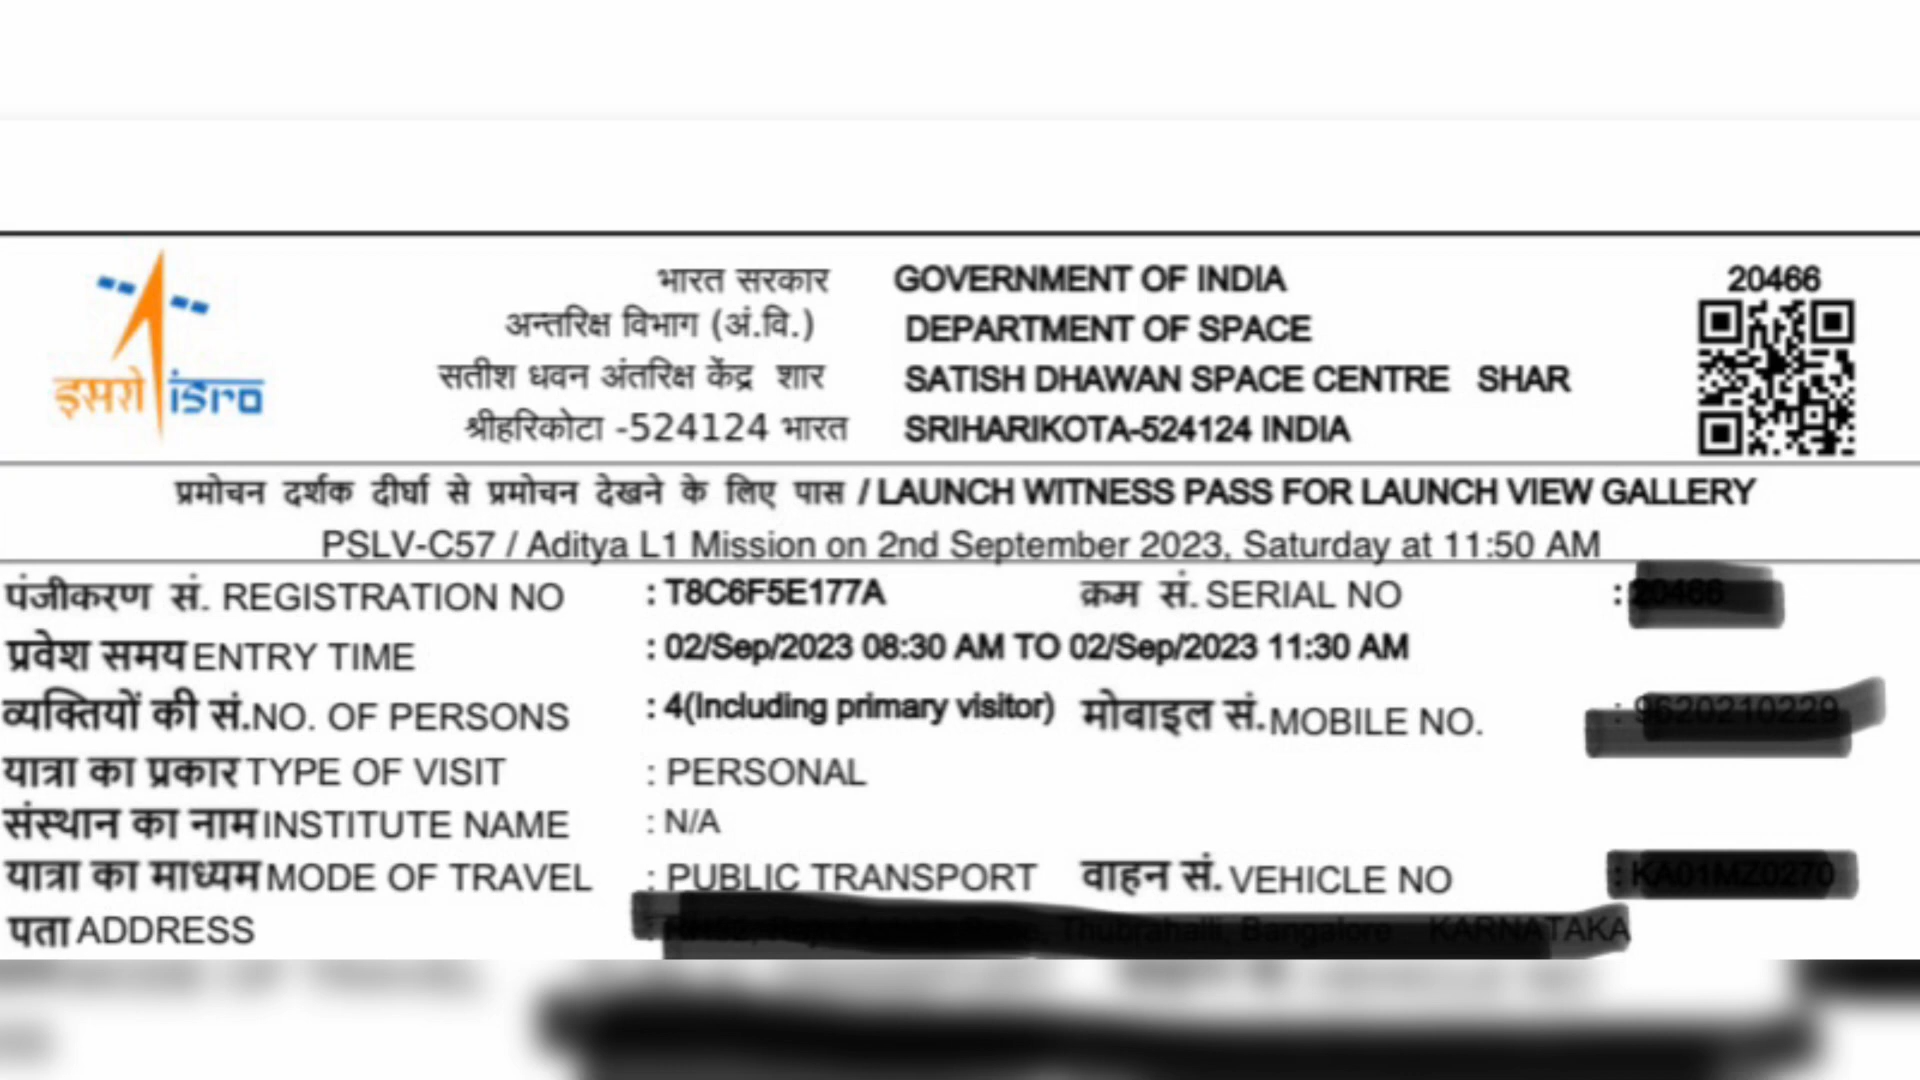 20466
भारत सरकार GOVERNMENT OF INDIA
अन्तरिक्ष विभाग (अं.वि.) DEPARTMENT OF SPACE
सतीश धवन अंतरिक्ष केंद्र शार SATISH DHAWAN SPACE CENTRE SHAR
श्रीहरिकोटा -524124 भारत SRIHARIKOTA-524124 INDIA
इसरो isro
प्रमोचन दर्शक दीर्घा से प्रमोचन देखने के लिए पास / LAUNCH WITNESS PASS FOR LAUNCH VIEW GALLERY
PSLV-C57 / Aditya L1 Mission on 2nd September 2023, Saturday at 11:50 AM
पंजीकरण सं. REGISTRATION NO : T8C6F5E177A क्रम सं. SERIAL NO :
प्रवेश समय ENTRY TIME : 02/Sep/2023 08:30 AM TO 02/Sep/2023 11:30 AM
व्यक्तियों की सं. NO. OF PERSONS : 4(Including primary visitor) मोबाइल सं. MOBILE NO. :
यात्रा का प्रकार TYPE OF VISIT : PERSONAL
संस्थान का नाम INSTITUTE NAME : N/A
यात्रा का माध्यम MODE OF TRAVEL : PUBLIC TRANSPORT वाहन सं. VEHICLE NO :
पता ADDRESS